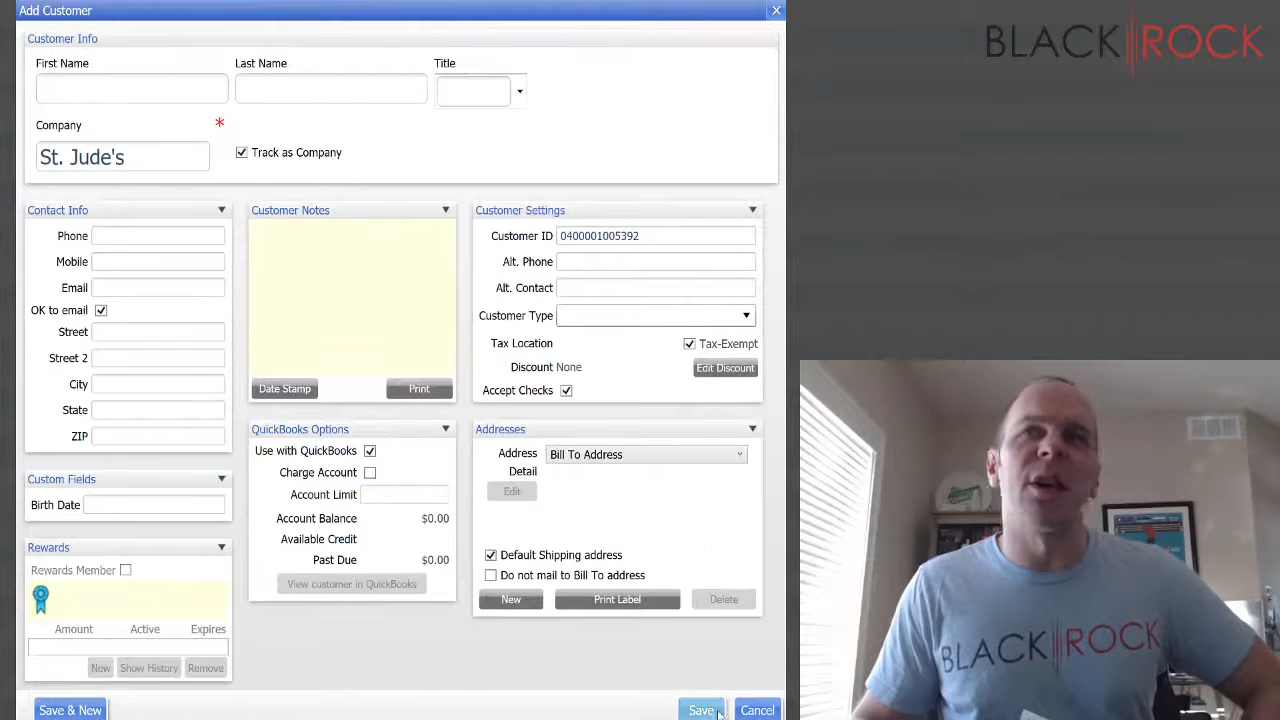 Add Customer
BLACK ROCK
Customer Info
First Name
Last Name
Title
Company
*
St. Jude's
Track as Company
Contact Info
Phone
Mobile
Email
OK to email
Street
Street 2
City
State
ZIP
Custom Fields
Birth Date
Rewards
Rewards Member
Amount Active Expires
New Show History Remove
Customer Notes
Date Stamp Print
QuickBooks Options
Use with QuickBooks
Charge Account
Account Limit
Account Balance $0.00
Available Credit
Past Due $0.00
View customer in QuickBooks
Customer Settings
Customer ID 0400001005392
Alt. Phone
Alt. Contact
Customer Type
Tax Location Tax-Exempt
Discount None Edit Discount
Accept Checks
Addresses
Address Bill To Address
Detail
Edit
Default Shipping address
Do not mail to Bill To address
New Print Label Delete
Save & New
Save
Cancel
BLACK ROCK